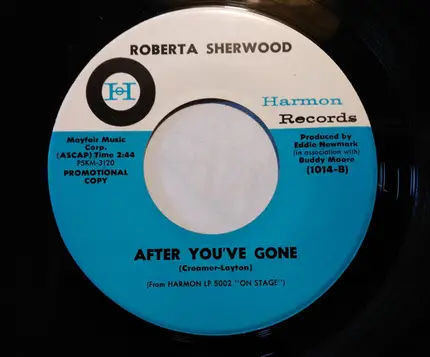 ROBERTA SHERWOOD
H
Harmon
Records
Mayfair Music
Corp.
(ASCAP) Time 2:44
PSKM-3120
PROMOTIONAL
COPY
Produced by
Eddie Newmark
(in association with)
Buddy Moore
(1014-B)
AFTER YOU'VE GONE
(Creamer-Layton)
(From HARMON LP 5002 "ON STAGE")